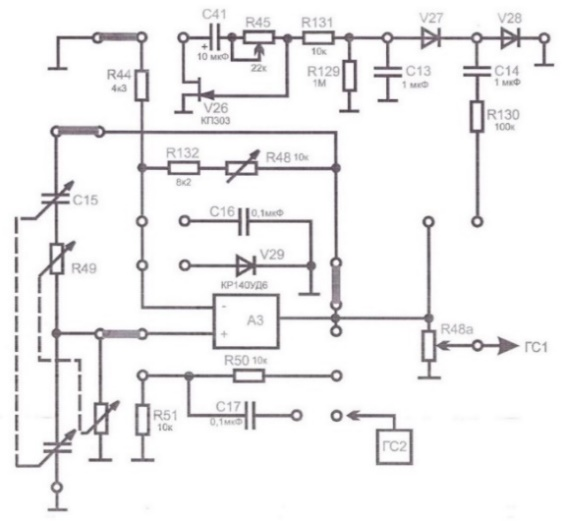 C41
R45
R131
V27
V28
+
10 мкФ
22к
10к
R44
4к3
R129
1М
C13
1 мкФ
C14
1 мкФ
V26
КП303
R130
100к
R132
R48 10к
6к2
C15
C16
0,1мкФ
R49
V29
КР140УД6
-
А3
+
R48а
ГС1
R50 10к
R51
10к
C17
0,1мкФ
ГС2